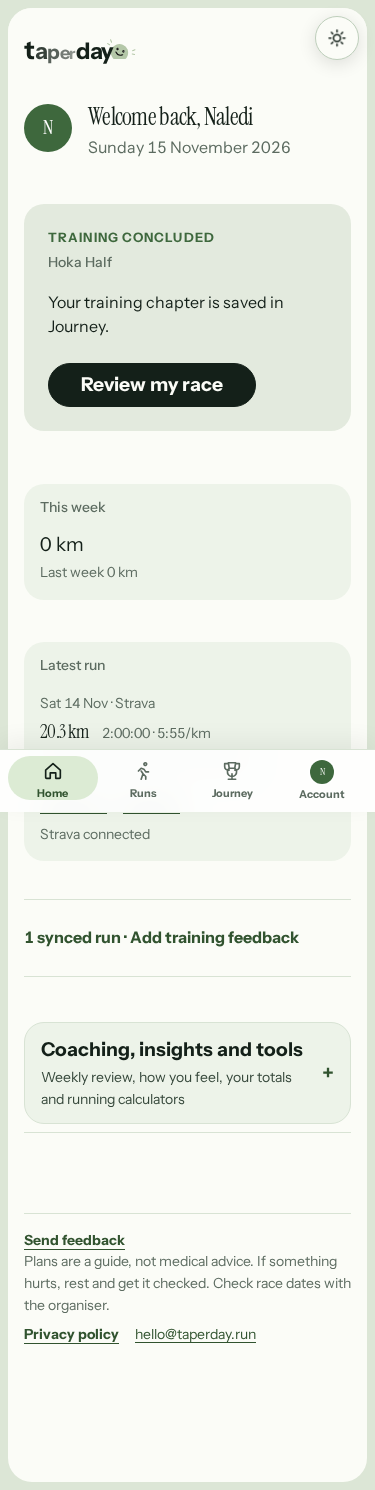 taperday
N
Welcome back, Naledi
Sunday 15 November 2026
TRAINING CONCLUDED
Hoka Half
Your training chapter is saved in
Journey.
Review my race
This week
0 km
Last week 0 km
Latest run
Sat 14 Nov · Strava
20.3 km 2:00:00 · 5:55/km
Home
Runs
Journey
N
Account
Strava connected
1 synced run · Add training feedback
Coaching, insights and tools
Weekly review, how you feel, your totals
and running calculators
+
Send feedback
Plans are a guide, not medical advice. If something
hurts, rest and get it checked. Check race dates with
the organiser.
Privacy policy hello@taperday.run